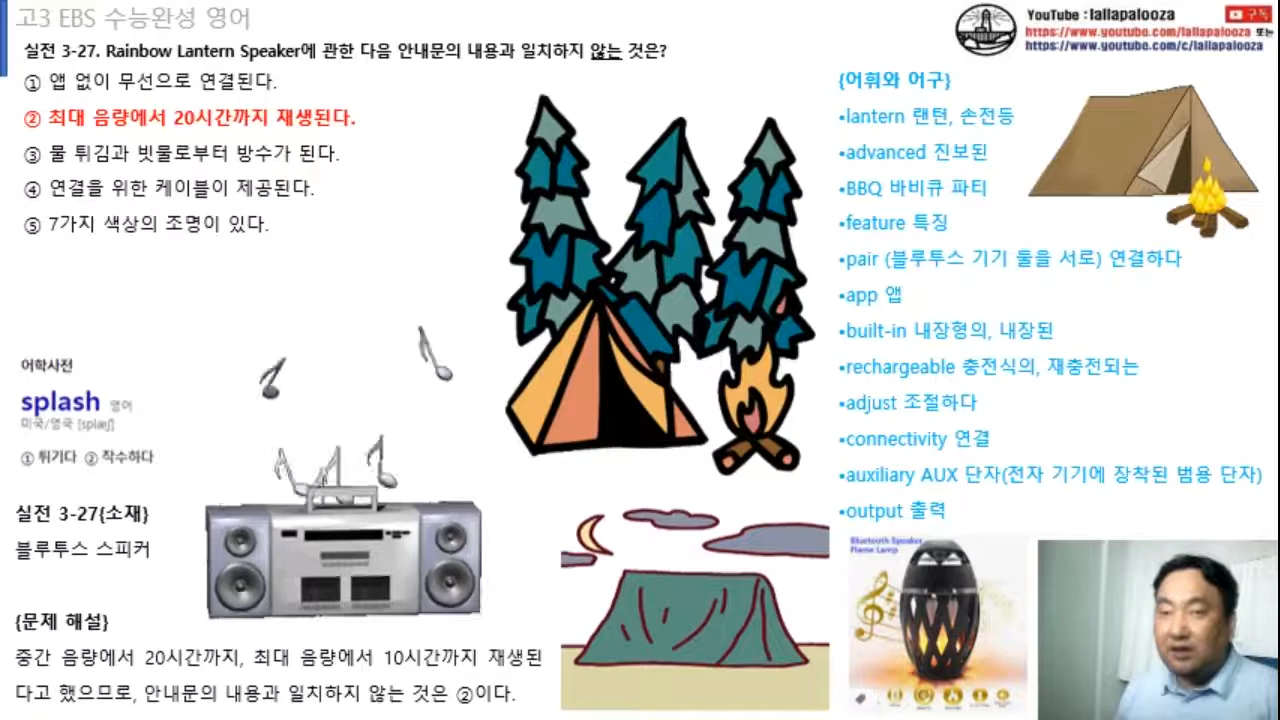 고3 EBS 수능완성 영어
YouTube : lallapalooza
구독
https://www.youtube.com/lallapalooza 또는
https://www.youtube.com/c/lallapalooza
실전 3-27. Rainbow Lantern Speaker에 관한 다음 안내문의 내용과 일치하지 않는 것은?
① 앱 없이 무선으로 연결된다.
② 최대 음량에서 20시간까지 재생된다.
③ 물 튀김과 빗물로부터 방수가 된다.
④ 연결을 위한 케이블이 제공된다.
⑤ 7가지 색상의 조명이 있다.
어학사전
splash 영어
미국/영국 [splæʃ]
① 튀기다 ② 착수하다
실전 3-27{소재}
블루투스 스피커
{문제 해설}
중간 음량에서 20시간까지, 최대 음량에서 10시간까지 재생된
다고 했으므로, 안내문의 내용과 일치하지 않는 것은 ②이다.
{어휘와 어구}
•lantern 랜턴, 손전등
•advanced 진보된
•BBQ 바비큐 파티
•feature 특징
•pair (블루투스 기기 둘을 서로) 연결하다
•app 앱
•built-in 내장형의, 내장된
•rechargeable 충전식의, 재충전되는
•adjust 조절하다
•connectivity 연결
•auxiliary AUX 단자(전자 기기에 장착된 범용 단자)
•output 출력
Bluetooth Speaker
Flame Lamp